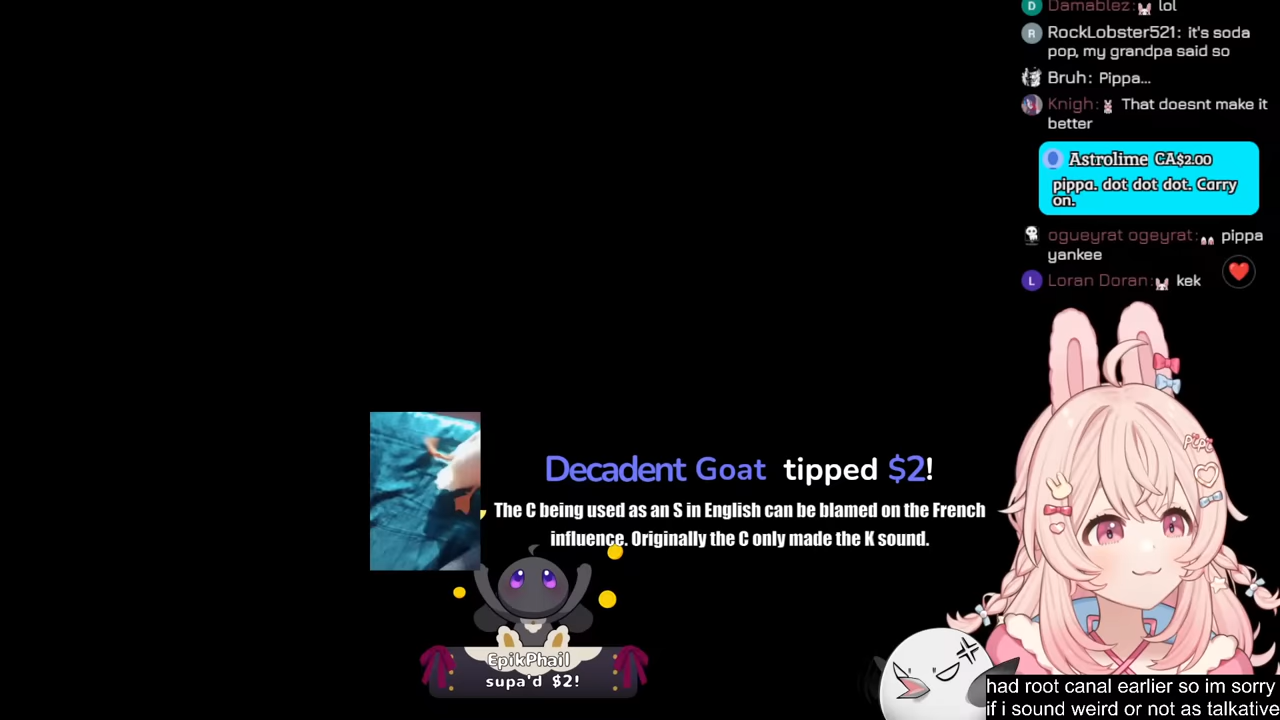 Damablez: lol
RockLobster521: it's soda
pop, my grandpa said so
Bruh: Pippa...
Knigh: That doesnt make it
better
Astrolime CA$2.00
pippa. dot dot dot. Carry
on.
ogueyrat ogeyrat: pippa
yankee
L
Loran Doran: kek
Decadent Goat tipped $2!
The C being used as an S in English can be blamed on the French
influence. Originally the C only made the K sound.
EpikPhail
supa'd $2!
had root canal earlier so im sorry
if i sound weird or not as talkative